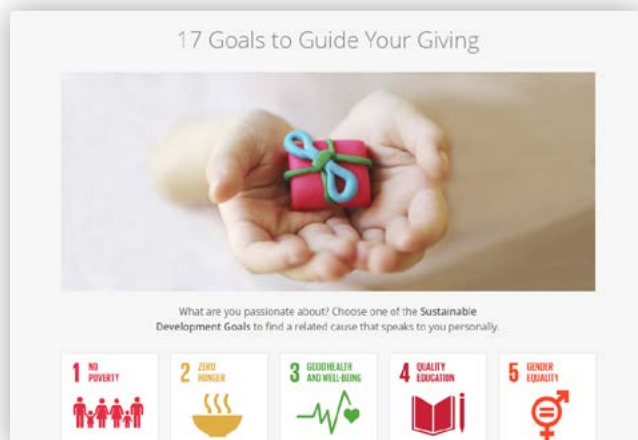 17 Goals to Guide Your Giving
What are you passionate about? Choose one of the Sustainable
Development Goals to find a related cause that speaks to you personally.
1 NO
POVERTY
2 ZERO
HUNGER
3 GOOD HEALTH
AND WELL-BEING
4 QUALITY
EDUCATION
5 GENDER
EQUALITY